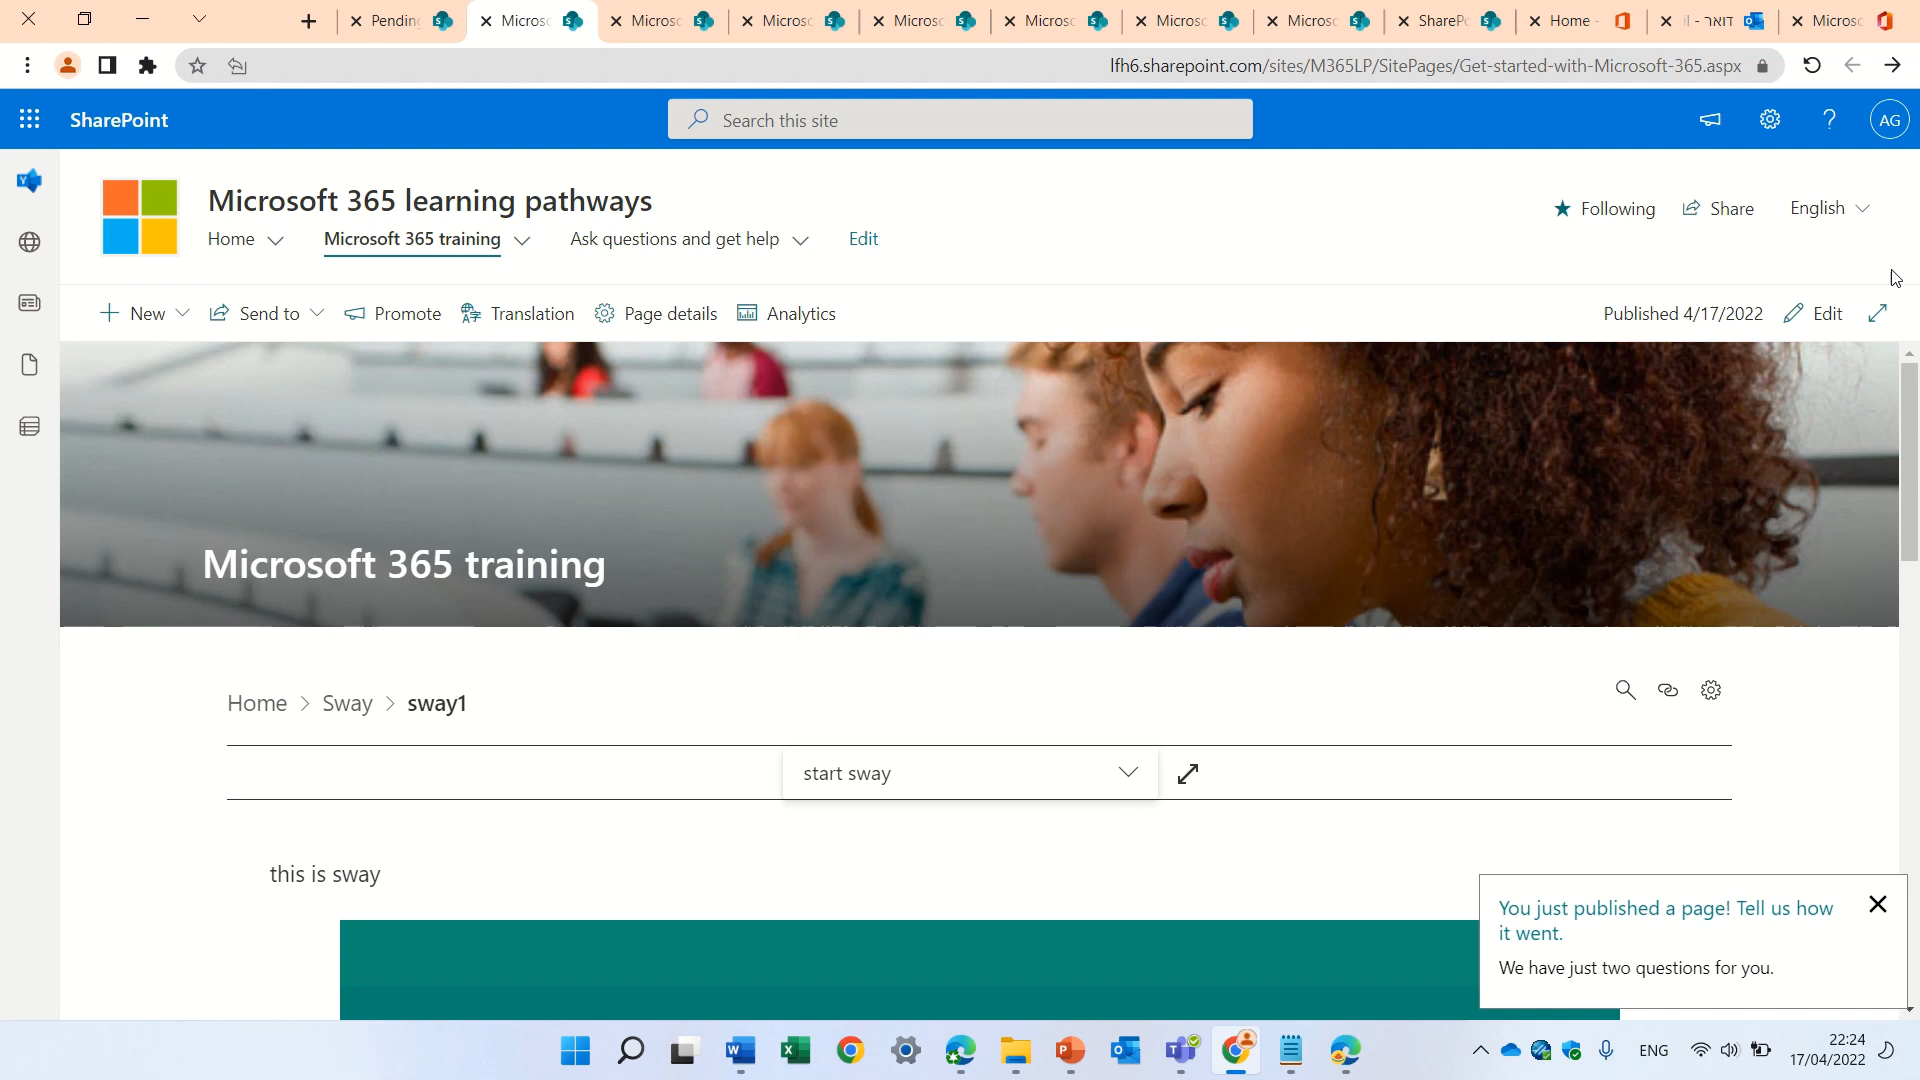 Pending
Micros
Micros
Micros
Micros
Micros
Micros
Micros
SharePo
Home -
דואר - il
Micros
lfh6.sharepoint.com/sites/M365LP/SitePages/Get-started-with-Microsoft-365.aspx
SharePoint
Search this site
AG
Microsoft 365 learning pathways
Following
Share
English
Home
Microsoft 365 training
Ask questions and get help
Edit
New
Send to
Promote
Translation
Page details
Analytics
Published 4/17/2022
Edit
Microsoft 365 training
Home > Sway > sway1
start sway
this is sway
You just published a page! Tell us how
it went.
We have just two questions for you.
ENG
22:24
17/04/2022